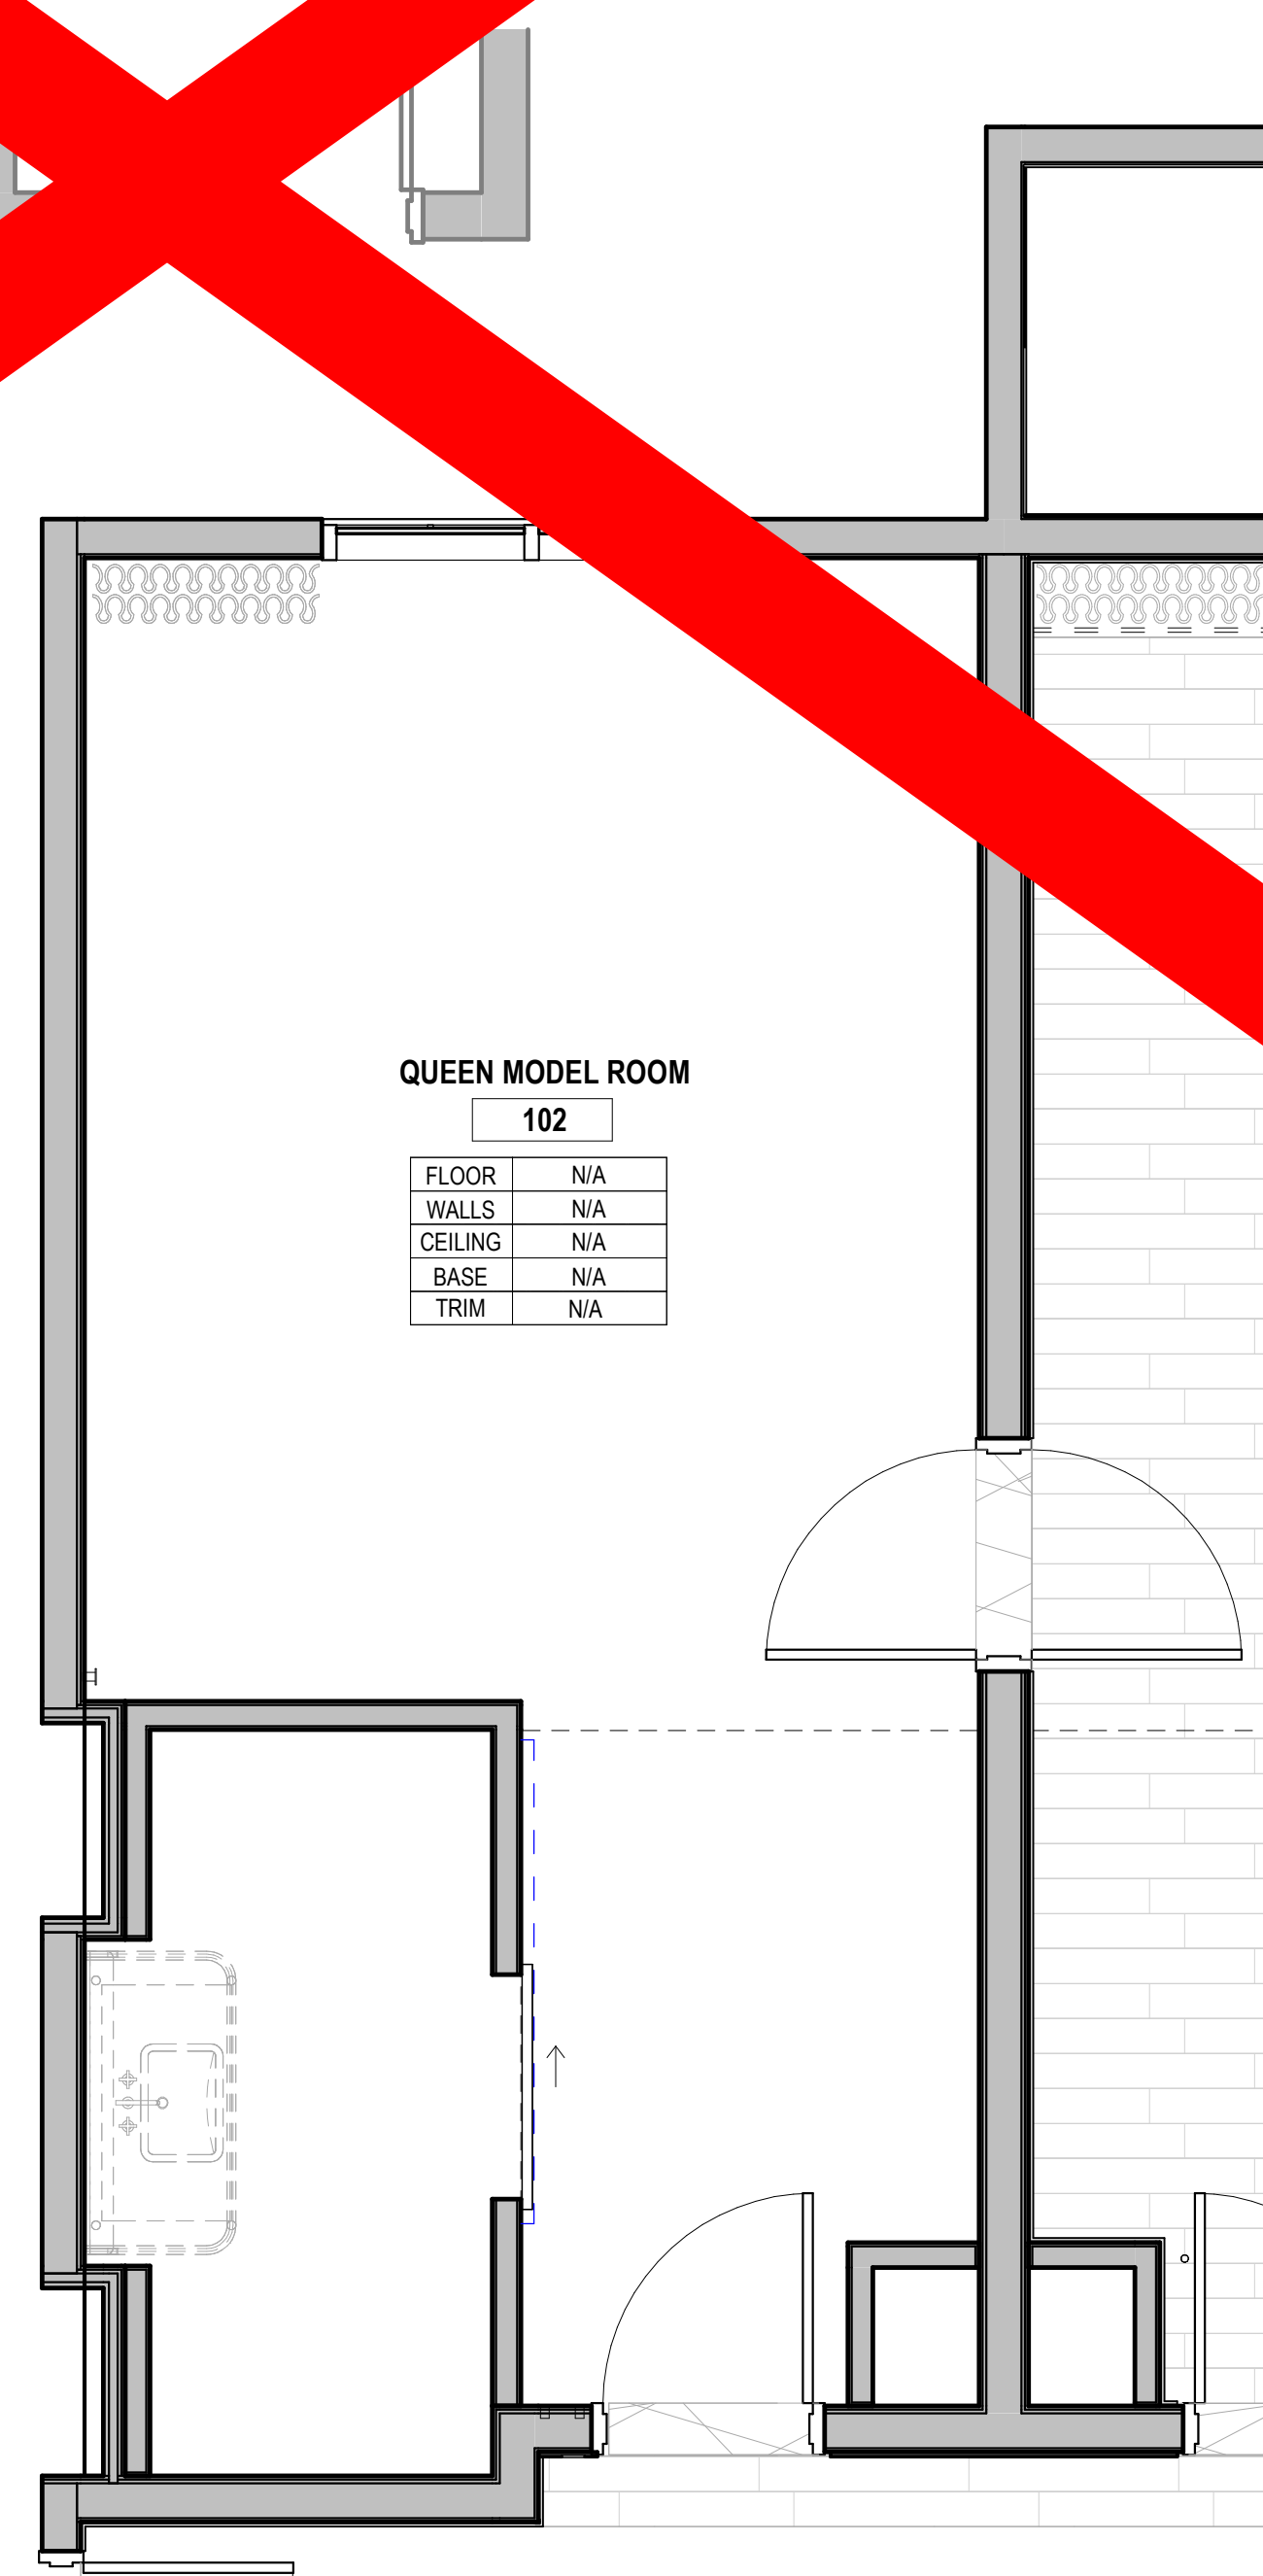 QUEEN MODEL ROOM
102
FLOOR N/A
WALLS N/A
CEILING N/A
BASE N/A
TRIM N/A